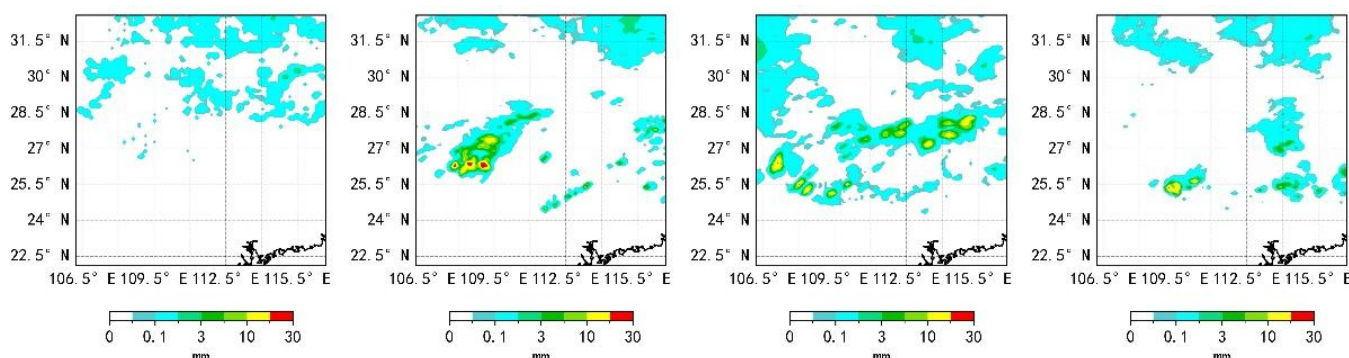 31.5° N 31.5° N 31.5° N 31.5° N
30° N 30° N 30° N 30° N
28.5° N 28.5° N 28.5° N 28.5° N
27° N 27° N 27° N 27° N
25.5° N 25.5° N 25.5° N 25.5° N
24° N 24° N 24° N 24° N
22.5° N 22.5° N 22.5° N 22.5° N
106.5° E 109.5° E 112.5° E 115.5° E 106.5° E 109.5° E 112.5° E 115.5° E 106.5° E 109.5° E 112.5° E 115.5° E 106.5° E 109.5° E 112.5° E 115.5° E
0 0.1 3 10 30 0 0.1 3 10 30 0 0.1 3 10 30 0 0.1 3 10 30
mm mm mm mm